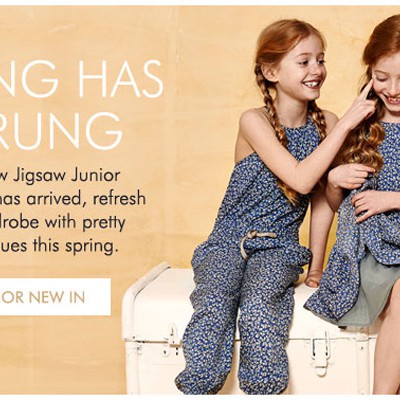 NG HAS
RUNG
w Jigsaw Junior
has arrived, refresh
drobe with pretty
ues this spring.
OR NEW IN